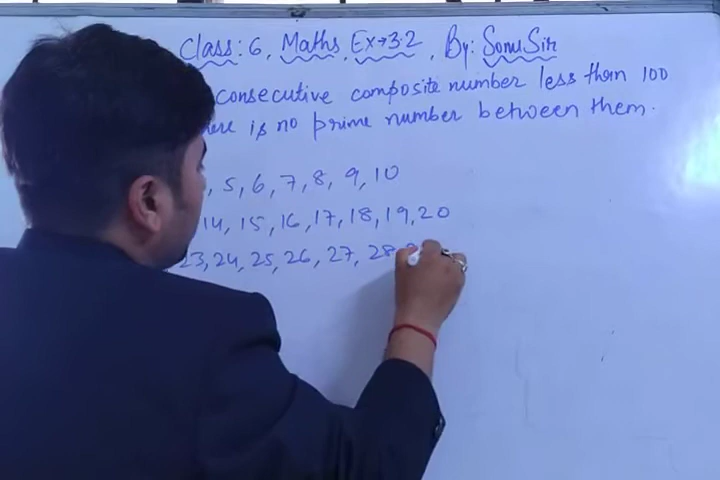 Class: 6, Maths Ex→3.2, By: Sonu Sir
consecutive composite number less than 100
here is no prime number between them.
, 5, 6, 7, 8, 9, 10
14, 15, 16, 17, 18, 19, 20
23, 24, 25, 26, 27, 28